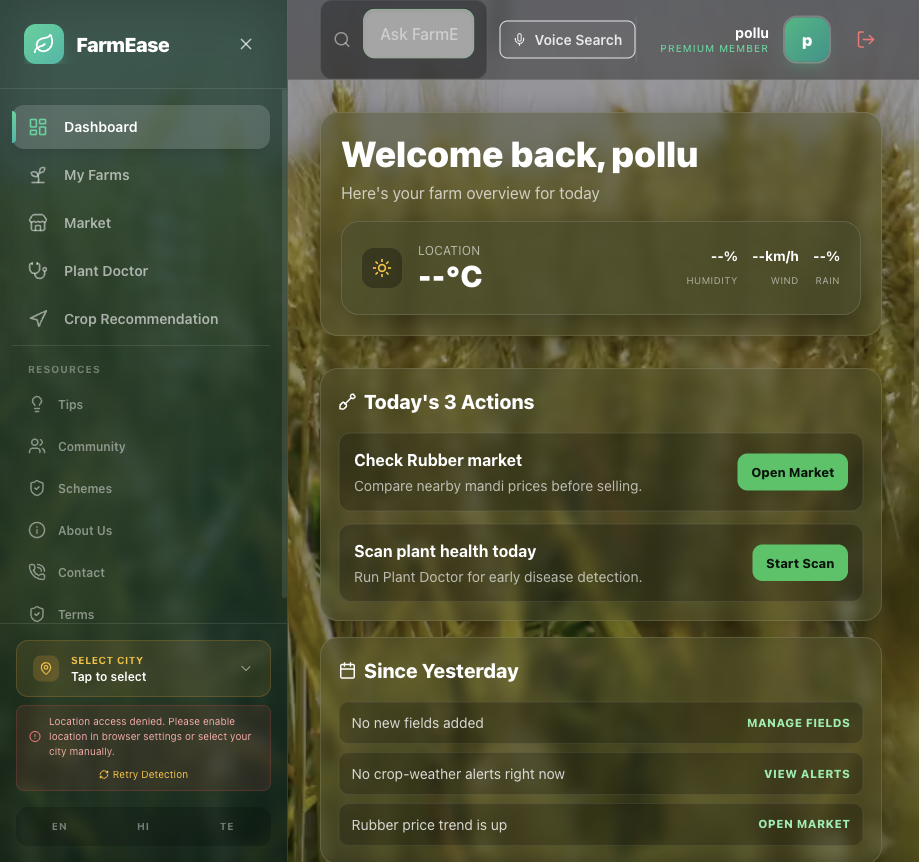 FarmEase
Dashboard
My Farms
Market
Plant Doctor
Crop Recommendation
RESOURCES
Tips
Community
Schemes
About Us
Contact
Terms
SELECT CITY
Tap to select
Location access denied. Please enable
location in browser settings or select your
city manually.
Retry Detection
EN HI TE
Ask FarmE
Voice Search
pollu
PREMIUM MEMBER
p
Welcome back, pollu
Here's your farm overview for today
LOCATION
--°C
--% --km/h --%
HUMIDITY WIND RAIN
Today's 3 Actions
Check Rubber market
Compare nearby mandi prices before selling.
Open Market
Scan plant health today
Run Plant Doctor for early disease detection.
Start Scan
Since Yesterday
No new fields added MANAGE FIELDS
No crop-weather alerts right now VIEW ALERTS
Rubber price trend is up OPEN MARKET